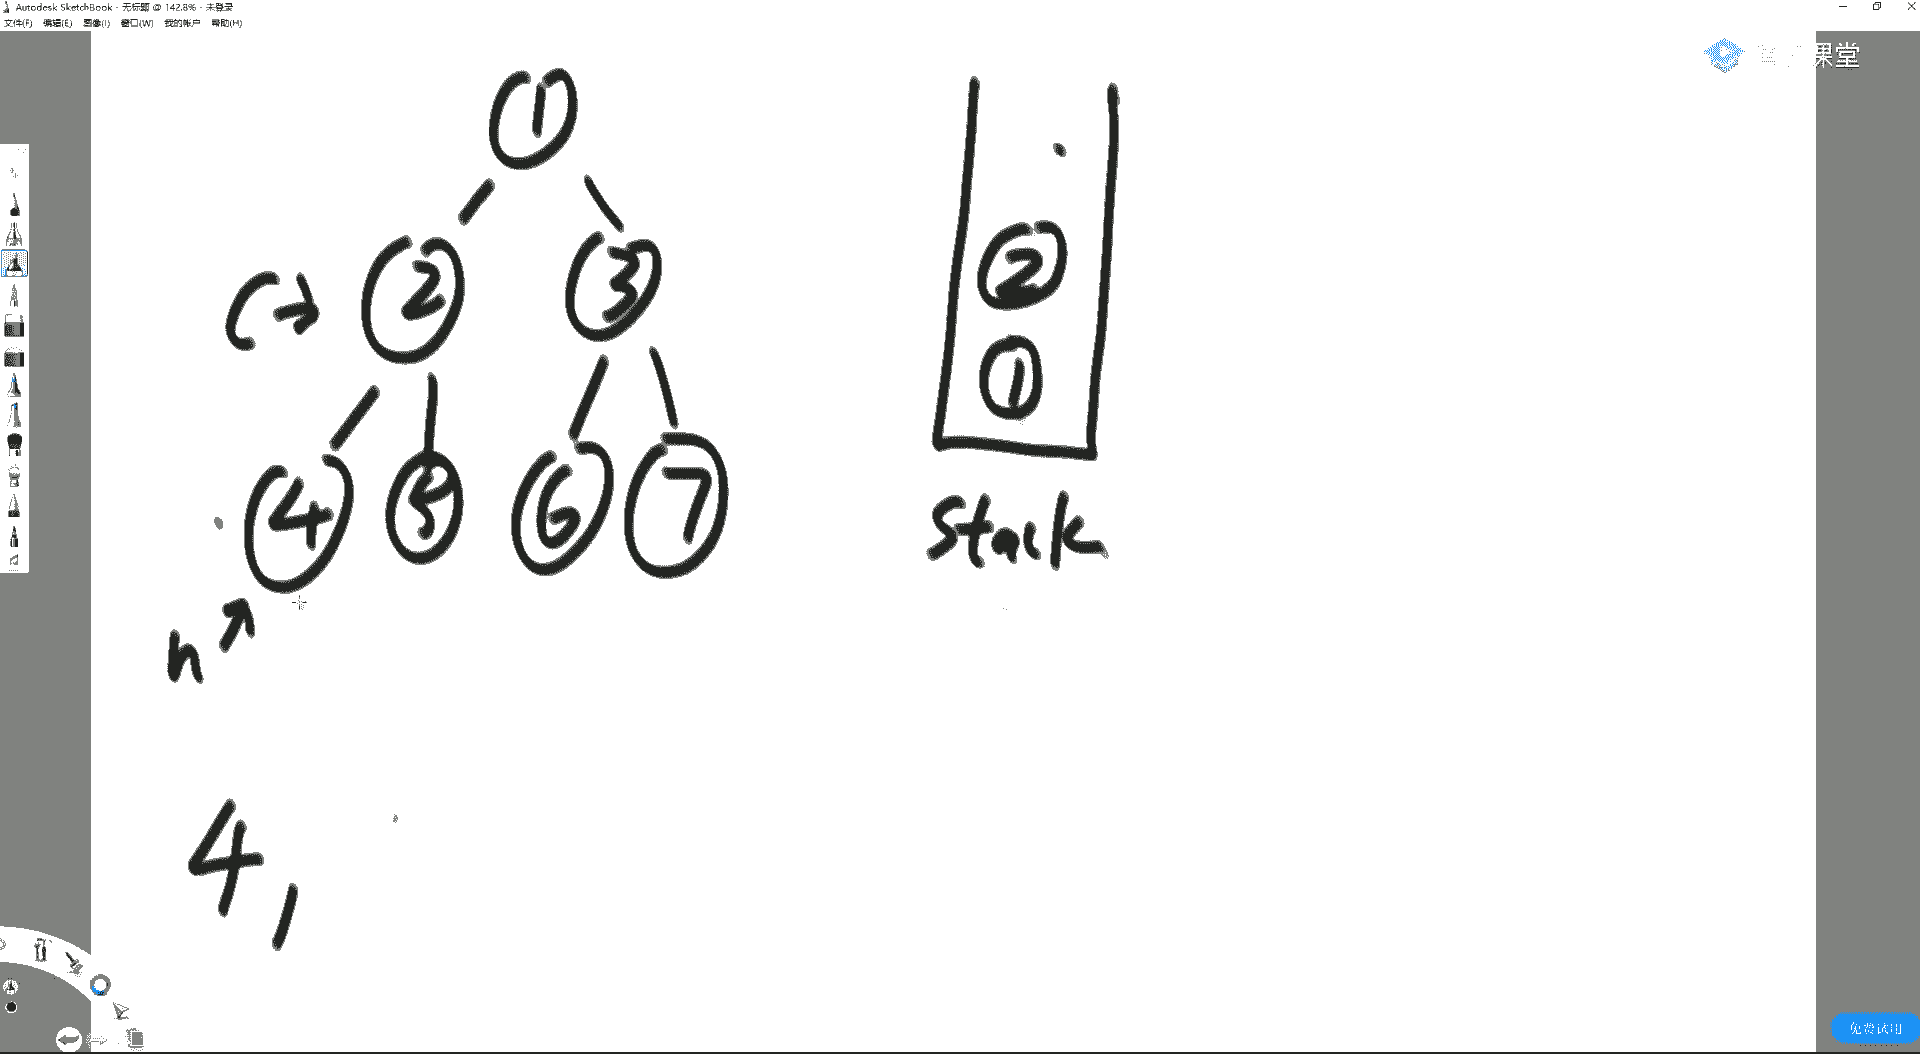 Autodesk SketchBook - 无标题 @ 142.8% - 未登录
文件(F) 编辑(E) 图像(I) 窗口(W) 我的帐户 帮助(H)
课堂
1
2 3
C → 2
4 5 6 7
1
Stack
n
4,
免费试用